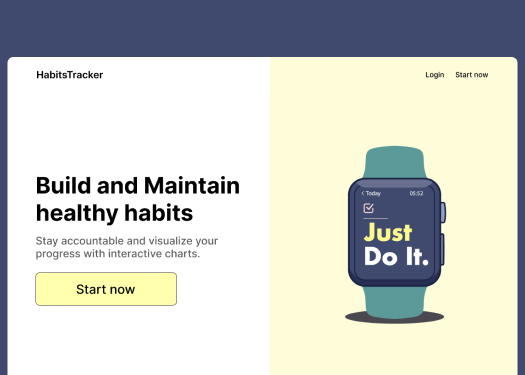 HabitsTracker
Login Start now
Build and Maintain
healthy habits
Stay accountable and visualize your
progress with interactive charts.
Start now
‹ Today 05:52
Just
Do It.